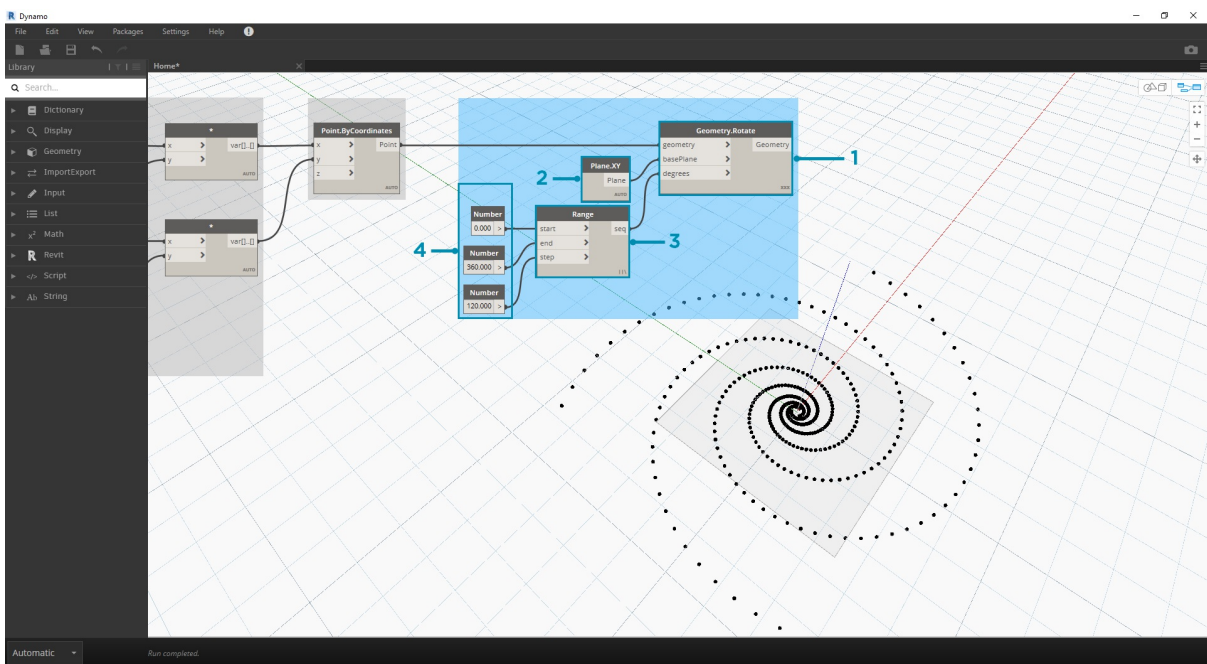 R Dynamo
File Edit View Packages Settings Help !
Library
Home*
Search...
Dictionary
Display
Geometry
ImportExport
Input
List
x² Math
R Revit
</> Script
Ab String
*
x > var[]..[]
y >
AUTO
*
x > var[]..[]
y >
AUTO
Point.ByCoordinates
x > Point
y >
z >
AUTO
Geometry.Rotate
geometry > Geometry
basePlane >
degrees >
1
2
Plane.XY
Plane
AUTO
3
Range
start > seq
end >
step >
4
Number
0.000 >
Number
360.000 >
Number
120.000 >
Automatic
Run completed.